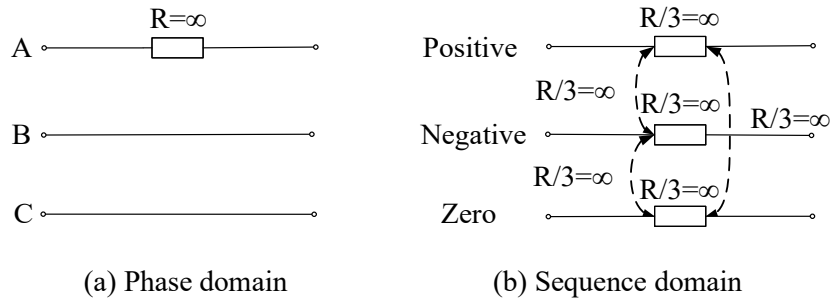 R=∞
A
B
C
(a) Phase domain
R/3=∞
Positive
R/3=∞
R/3=∞
Negative
R/3=∞
R/3=∞
R/3=∞
Zero
(b) Sequence domain